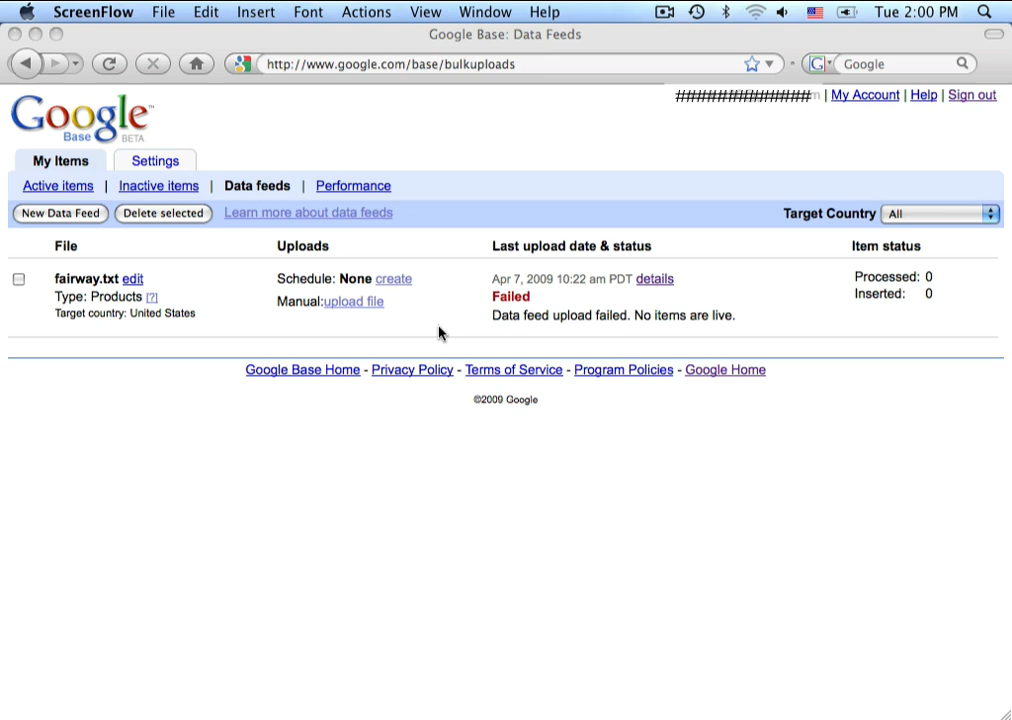 ScreenFlow File Edit Insert Font Actions View Window Help Tue 2:00 PM
Google Base: Data Feeds
http://www.google.com/base/bulkuploads G Google
################m | My Account | Help | Sign out
Google™
Base BETA
My Items Settings
Active items | Inactive items | Data feeds | Performance
New Data Feed Delete selected Learn more about data feeds Target Country All
File Uploads Last upload date & status Item status
fairway.txt edit Schedule: None create Apr 7, 2009 10:22 am PDT details Processed: 0
Type: Products [?] Manual:upload file Failed Inserted: 0
Target country: United States Data feed upload failed. No items are live.
Google Base Home - Privacy Policy - Terms of Service - Program Policies - Google Home
©2009 Google